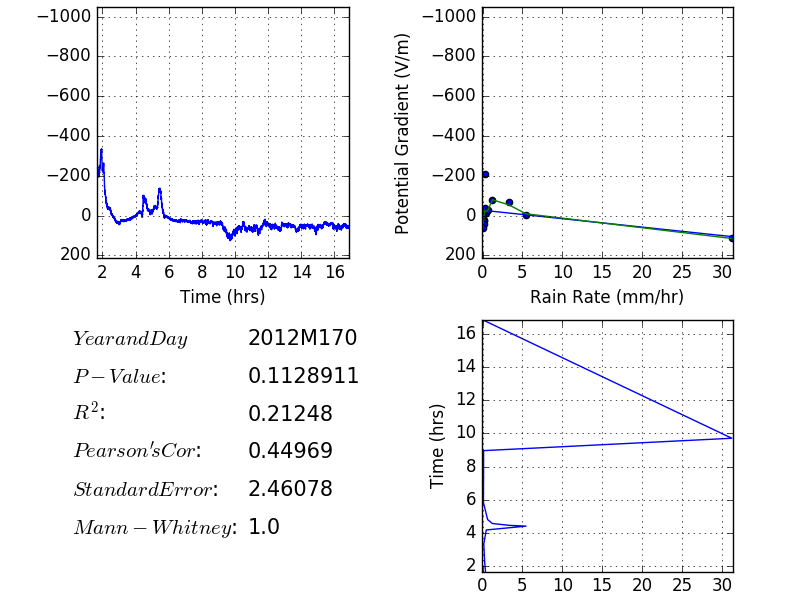 −1000
−800
−600
−400
−200
0
200
2 4 6 8 10 12 14 16
Time (hrs)
Potential Gradient (V/m)
−1000
−800
−600
−400
−200
0
200
0 5 10 15 20 25 30
Rain Rate (mm/hr)
YearandDay 2012M170
P−Value: 0.1128911
R²: 0.21248
Pearson'sCor: 0.44969
StandardError: 2.46078
Mann−Whitney: 1.0
Time (hrs)
16
14
12
10
8
6
4
2
0 5 10 15 20 25 30